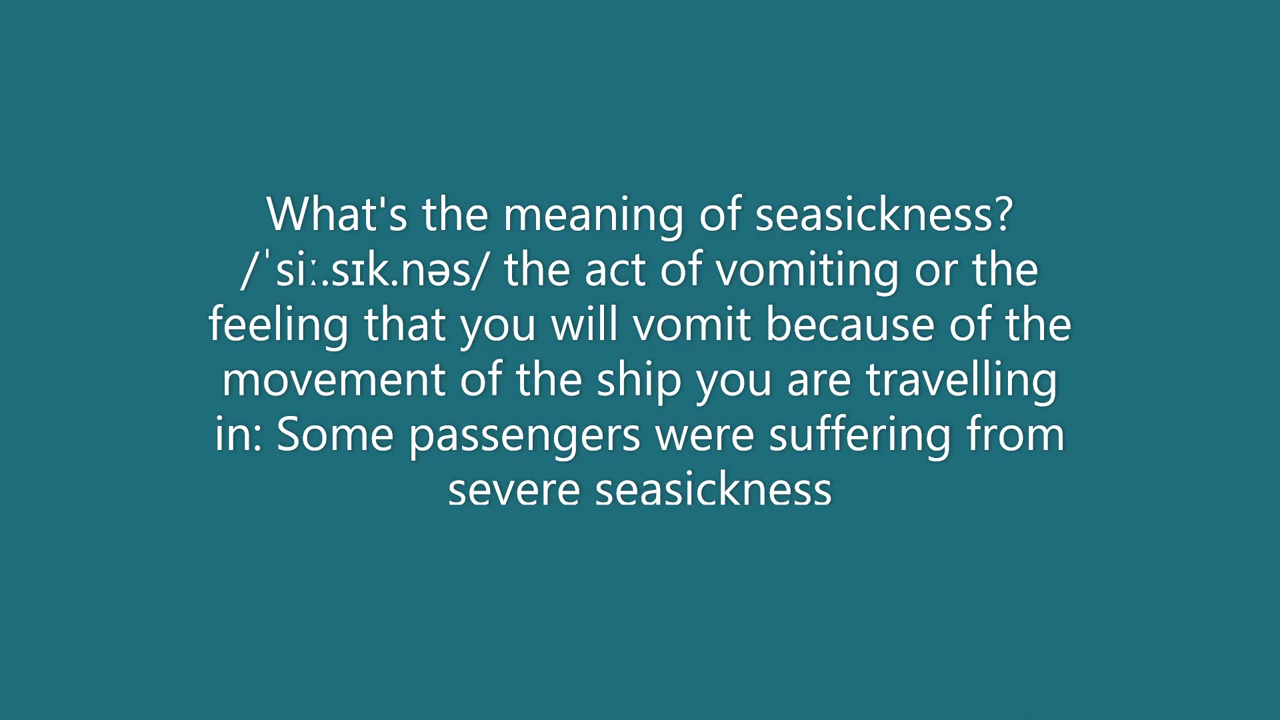 What's the meaning of seasickness?
/ˈsiː.sɪk.nəs/ the act of vomiting or the
feeling that you will vomit because of the
movement of the ship you are travelling
in: Some passengers were suffering from
severe seasickness